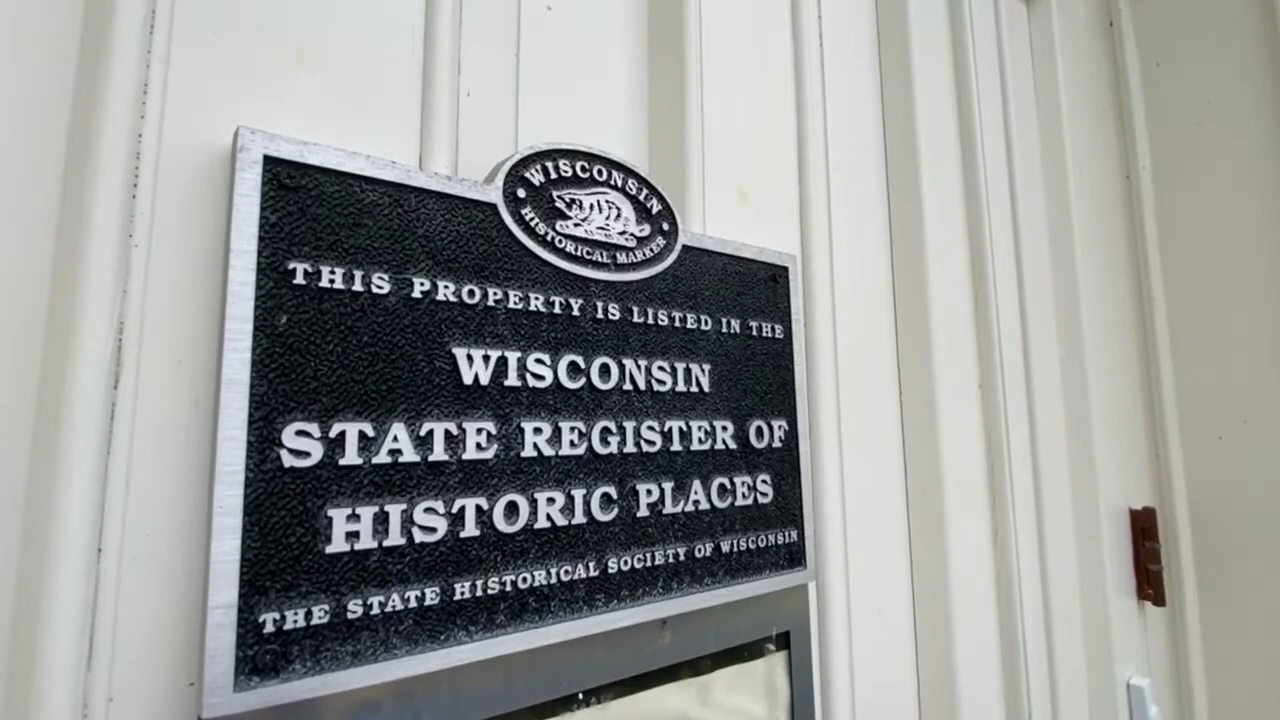 WISCONSIN
HISTORICAL MARKER
THIS PROPERTY IS LISTED IN THE
WISCONSIN
STATE REGISTER OF
HISTORIC PLACES
THE STATE HISTORICAL SOCIETY OF WISCONSIN